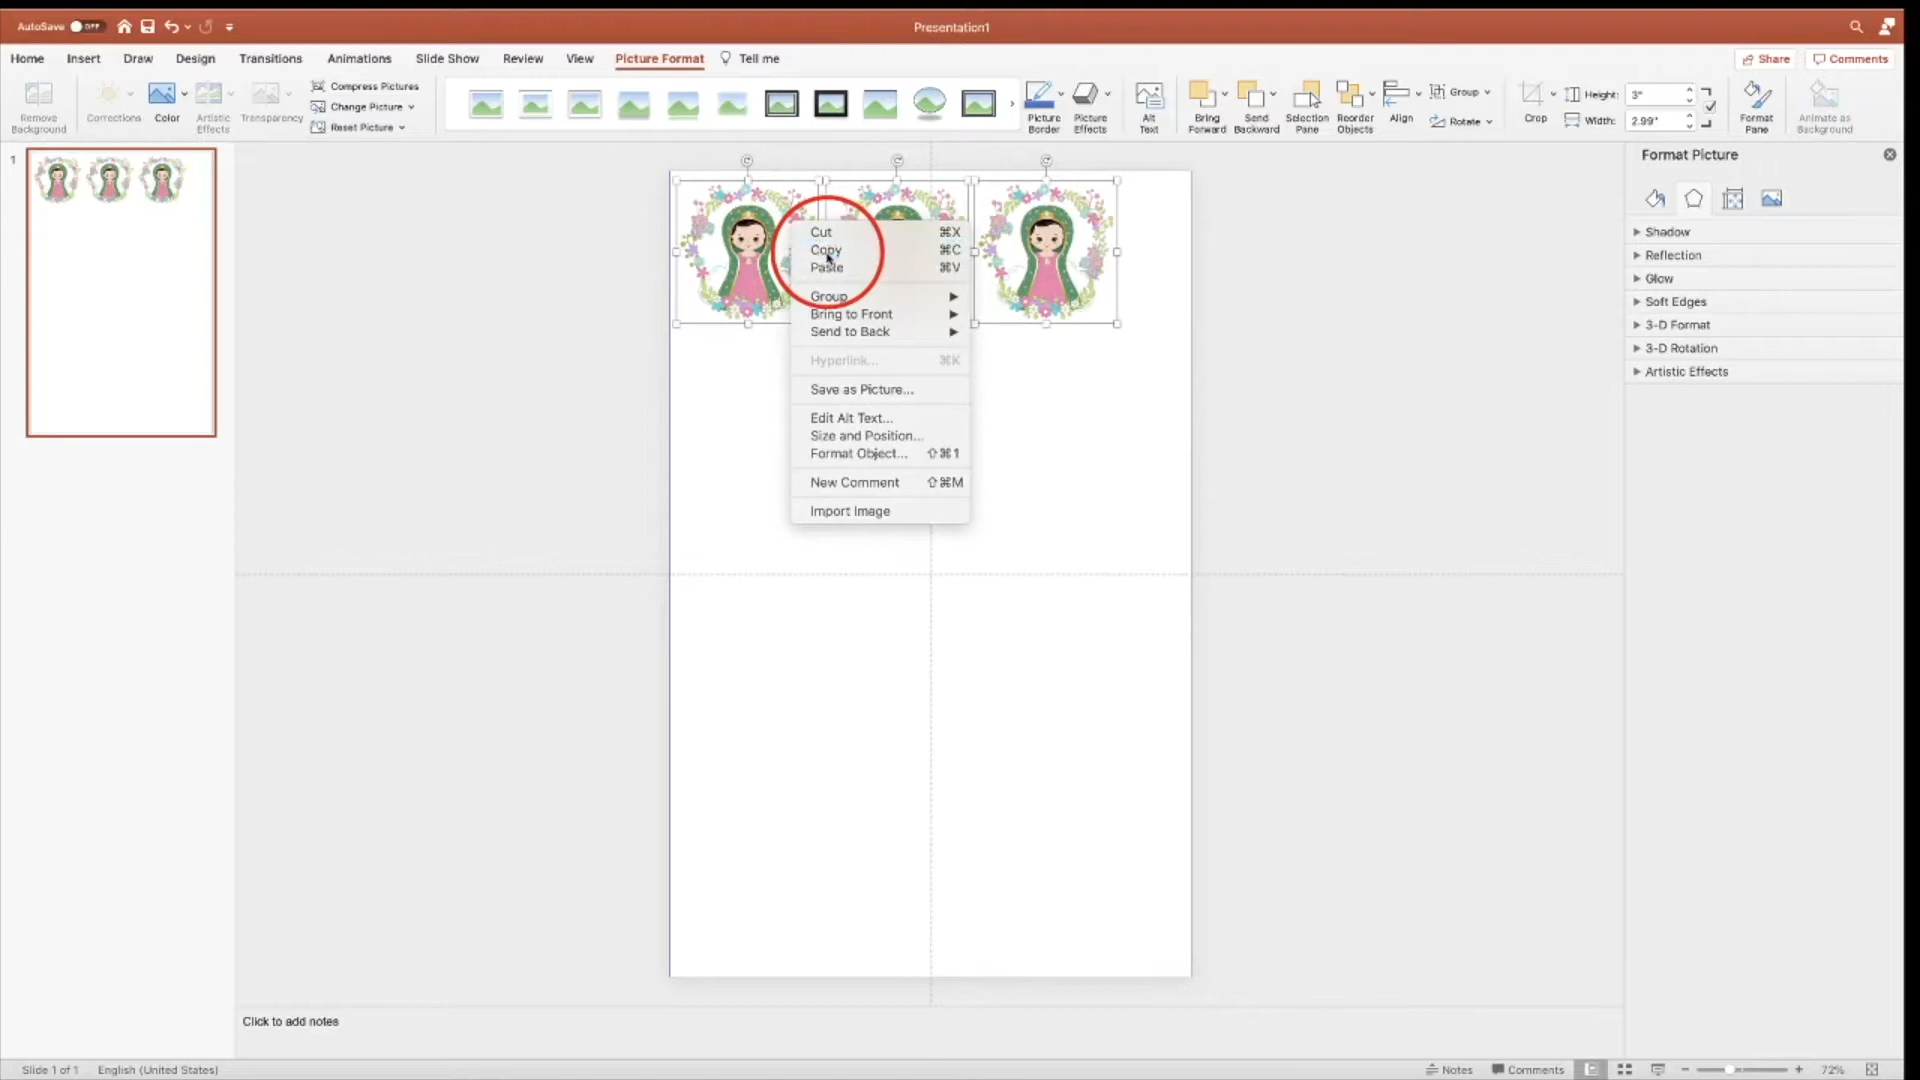 AutoSave OFF
Presentation1
Home Insert Draw Design Transitions Animations Slide Show Review View Picture Format Tell me
Share Comments
Remove Background
Corrections
Color
Artistic Effects
Transparency
Compress Pictures
Change Picture
Reset Picture
Picture Border
Picture Effects
Alt Text
Bring Forward
Send Backward
Selection Pane
Reorder Objects
Align
Group
Rotate
Crop
Height: 3"
Width: 2.99"
Format Pane
Animate as Background
1
Cut ⌘X
Copy ⌘C
Paste ⌘V
Group
Bring to Front
Send to Back
Hyperlink... ⌘K
Save as Picture...
Edit Alt Text...
Size and Position...
Format Object... ⇧⌘1
New Comment ⇧⌘M
Import Image
Format Picture
Shadow
Reflection
Glow
Soft Edges
3-D Format
3-D Rotation
Artistic Effects
Click to add notes
Slide 1 of 1 English (United States)
Notes Comments 72%